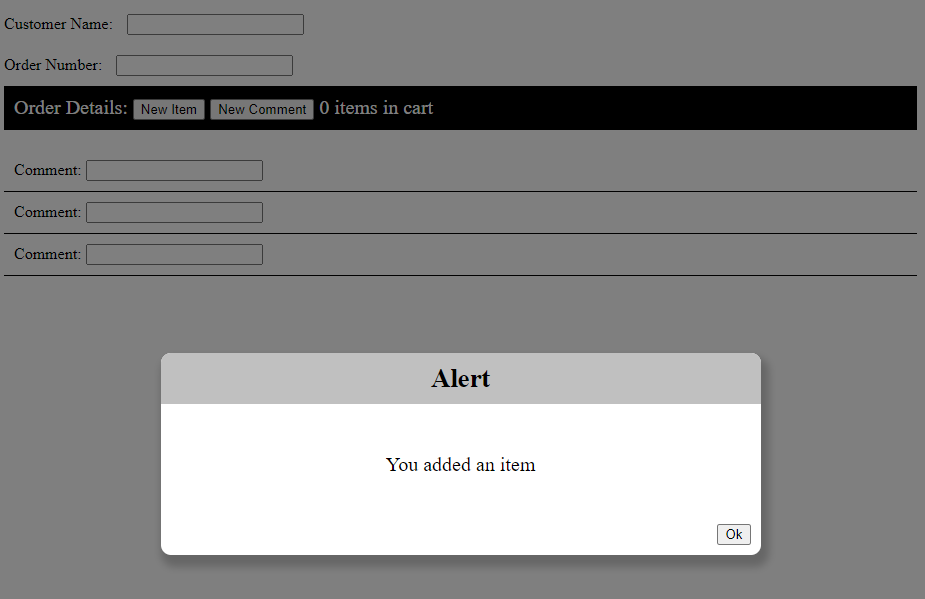 Customer Name:
Order Number:
Order Details: New Item New Comment 0 items in cart
Comment:
Comment:
Comment:
Alert
You added an item
Ok